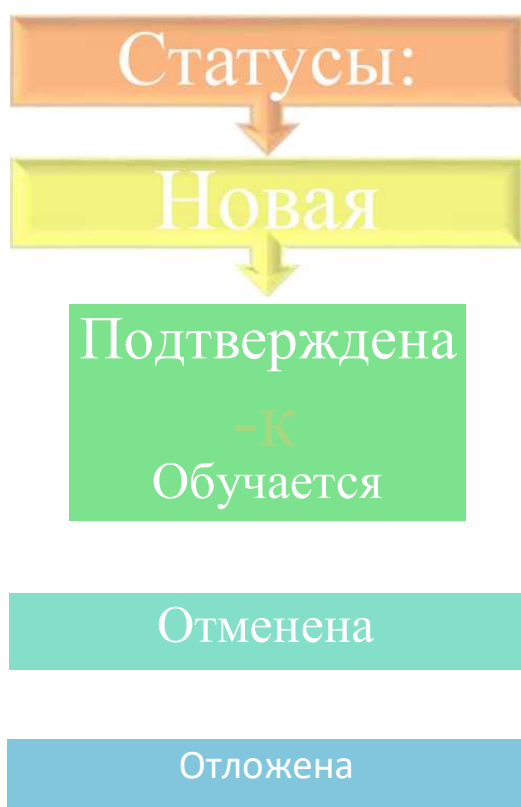 Статусы:
Новая
Подтверждена
-к
Обучается
Отменена
Отложена